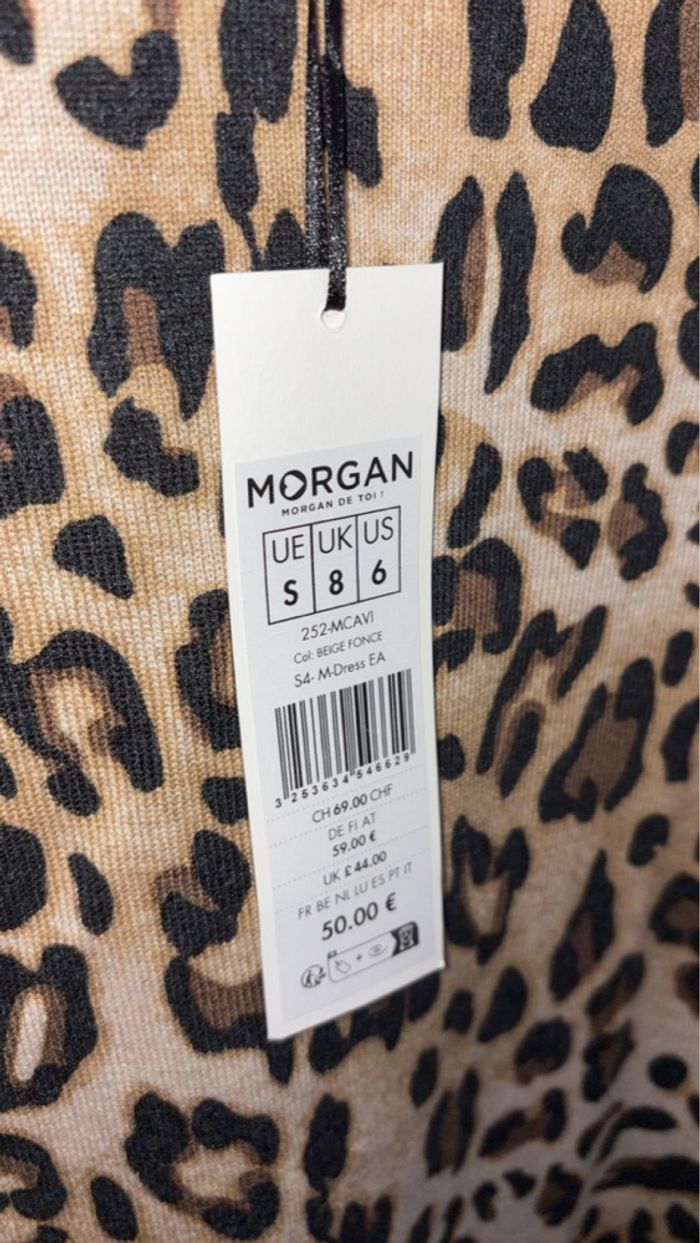 MORGAN
MORGAN DE TOI !
UE UK US
S 8 6
252-MCAVI
Col: BEIGE FONCE
S4- M-Dress EA
3 253634 546629
CH 69.00 CHF
DE FI AT
59.00 €
UK £44.00
FR BE NL LU ES PT IT
50.00 €